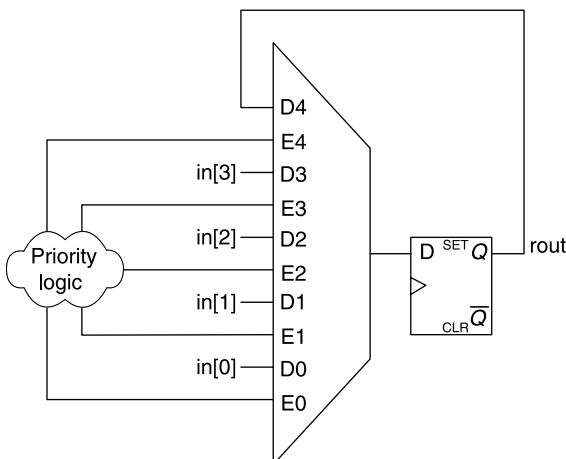 D4
E4
in[3] D3
E3
in[2] D2
Priority logic
E2
in[1] D1
E1
in[0] D0
E0
D SET Q
CLR Q̅
rout